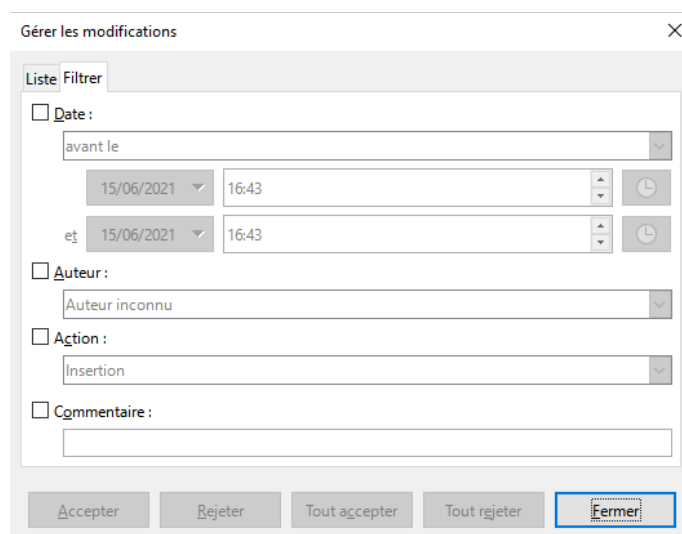 Gérer les modifications
Liste Filtrer
Date :
avant le
15/06/2021 16:43
et 15/06/2021 16:43
Auteur :
Auteur inconnu
Action :
Insertion
Commentaire :
Accepter Rejeter Tout accepter Tout rejeter Fermer